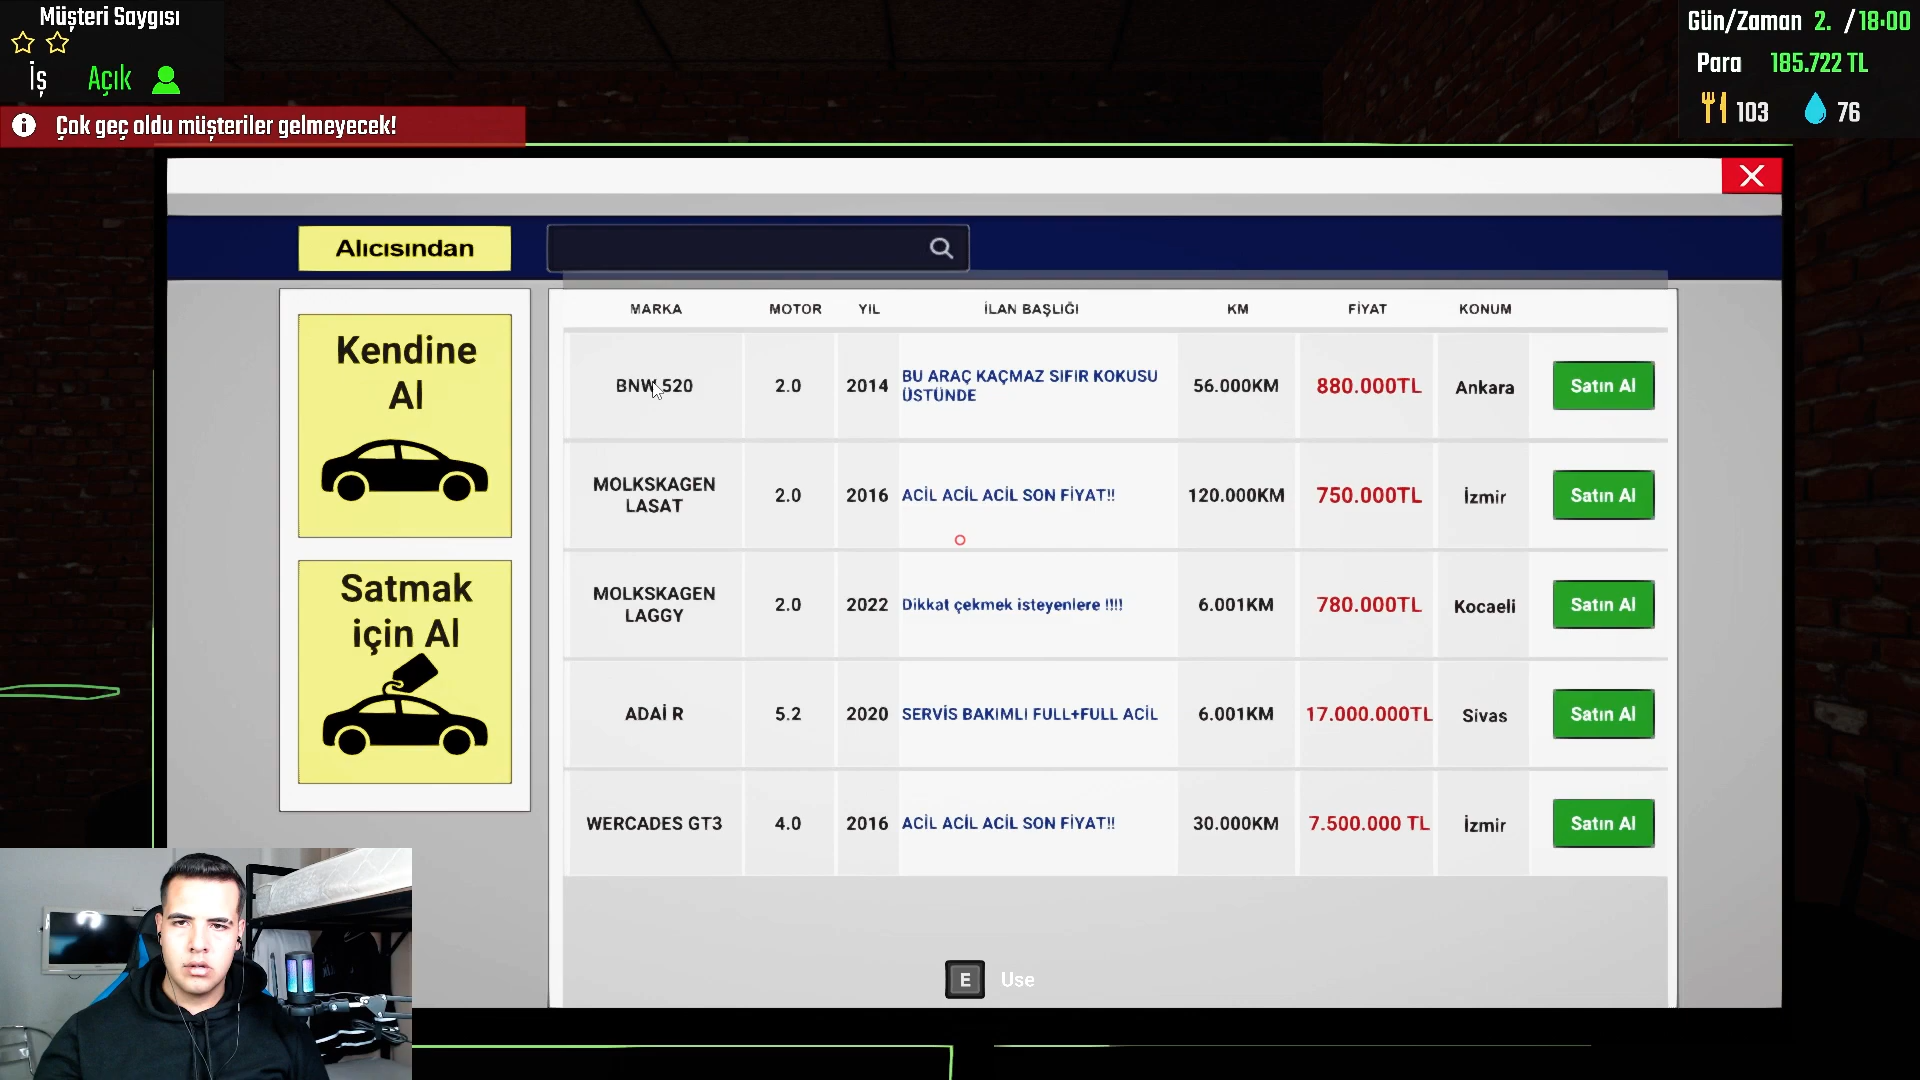 Müşteri Saygısı
İş Açık
Çok geç oldu müşteriler gelmeyecek!
Gün/Zaman 2. /18:00
Para 185.722 TL
103 76
X
Alıcısından
Kendine
Al
Satmak
için Al
MARKA MOTOR YIL İLAN BAŞLIĞI KM FİYAT KONUM
BNW 520 2.0 2014 BU ARAÇ KAÇMAZ SIFIR KOKUSU ÜSTÜNDE 56.000KM 880.000TL Ankara Satın Al
MOLKSKAGEN LASAT 2.0 2016 ACİL ACİL ACİL SON FİYAT!! 120.000KM 750.000TL İzmir Satın Al
MOLKSKAGEN LAGGY 2.0 2022 Dikkat çekmek isteyenlere !!!! 6.001KM 780.000TL Kocaeli Satın Al
ADAİ R 5.2 2020 SERVİS BAKIMLI FULL+FULL ACİL 6.001KM 17.000.000TL Sivas Satın Al
WERCADES GT3 4.0 2016 ACİL ACİL ACİL SON FİYAT!! 30.000KM 7.500.000 TL İzmir Satın Al
E Use